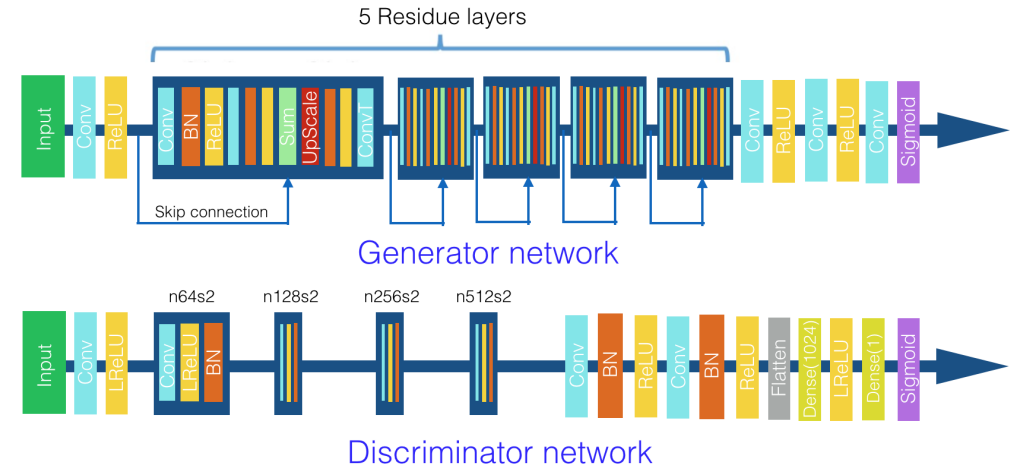 5 Residue layers
Input
Conv
ReLU
Conv
BN
ReLU
Sum
UpScale
ConvT
Conv
ReLU
Conv
ReLU
Conv
Sigmoid
Skip connection
Generator network
n64s2
n128s2
n256s2
n512s2
Input
Conv
LReLU
Conv
LReLU
BN
Conv
BN
ReLU
Conv
BN
ReLU
Flatten
Dense(1024)
LReLU
Dense(1)
Sigmoid
Discriminator network